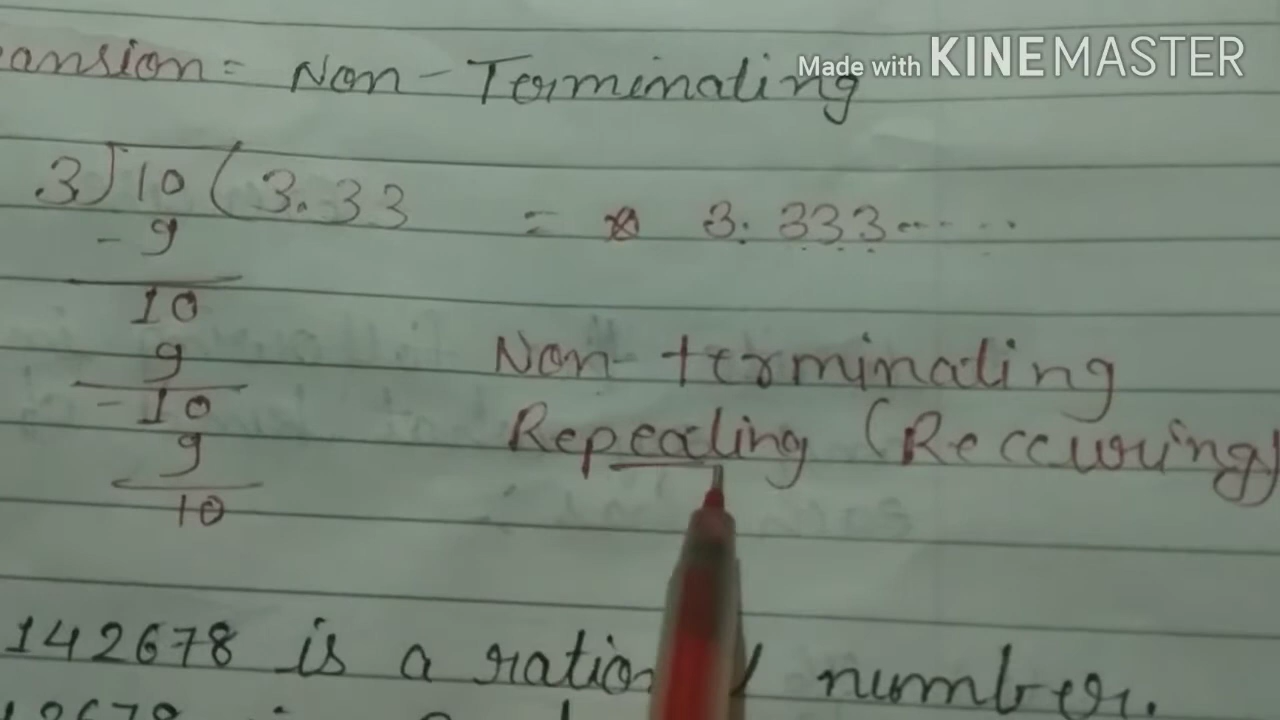 ansion = Non-Terminating
Made with KINEMASTER
3)10(3.33 = 3.333.....
- 9
10
9
- 10
9
10
Non-terminating
Repeating (Reccuring)
142678 is a rational number.